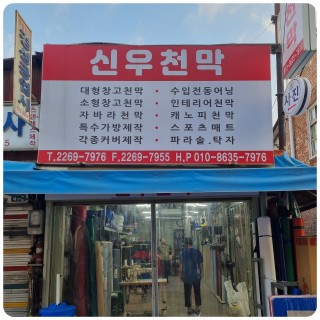 신우천막
대형창고천막 • 수입전동어닝
소형창고천막 • 인테리어천막
자바라천막 • 캐노피천막
특수가방제작 • 스포츠매트
각종커버제작 • 파라솔.탁자
T.2269-7976 F.2269-7955 H.P 010-8635-7976
사진